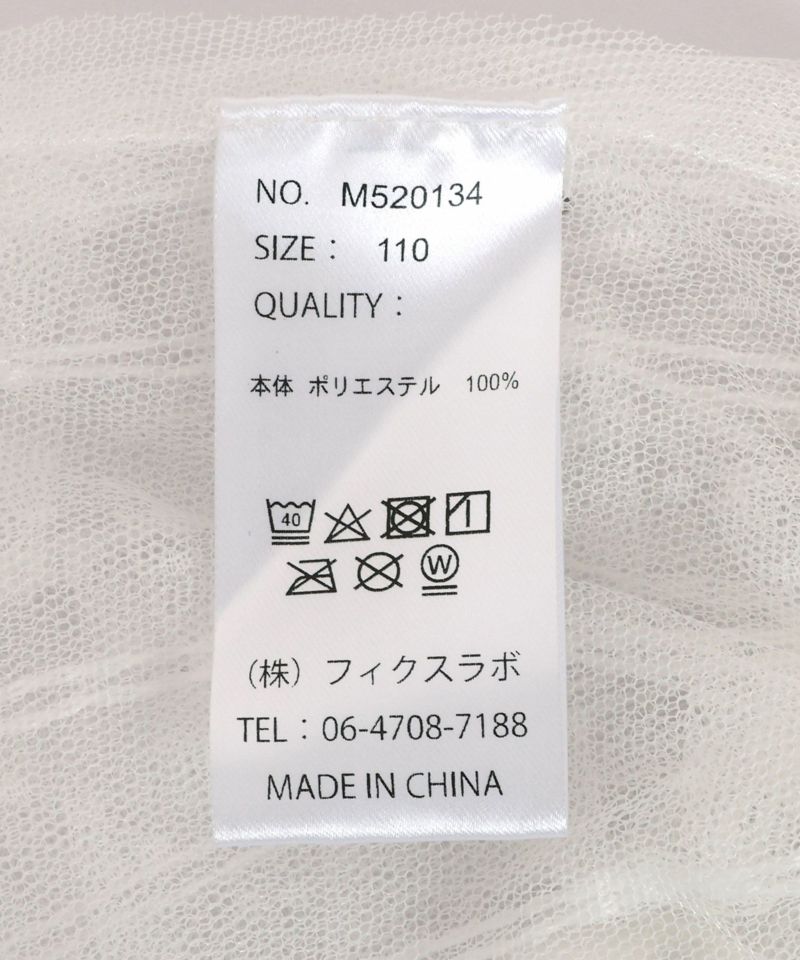 NO. M520134
SIZE： 110
QUALITY：
本体 ポリエステル 100%
40
W
（株）フィクスラボ
TEL：06-4708-7188
MADE IN CHINA